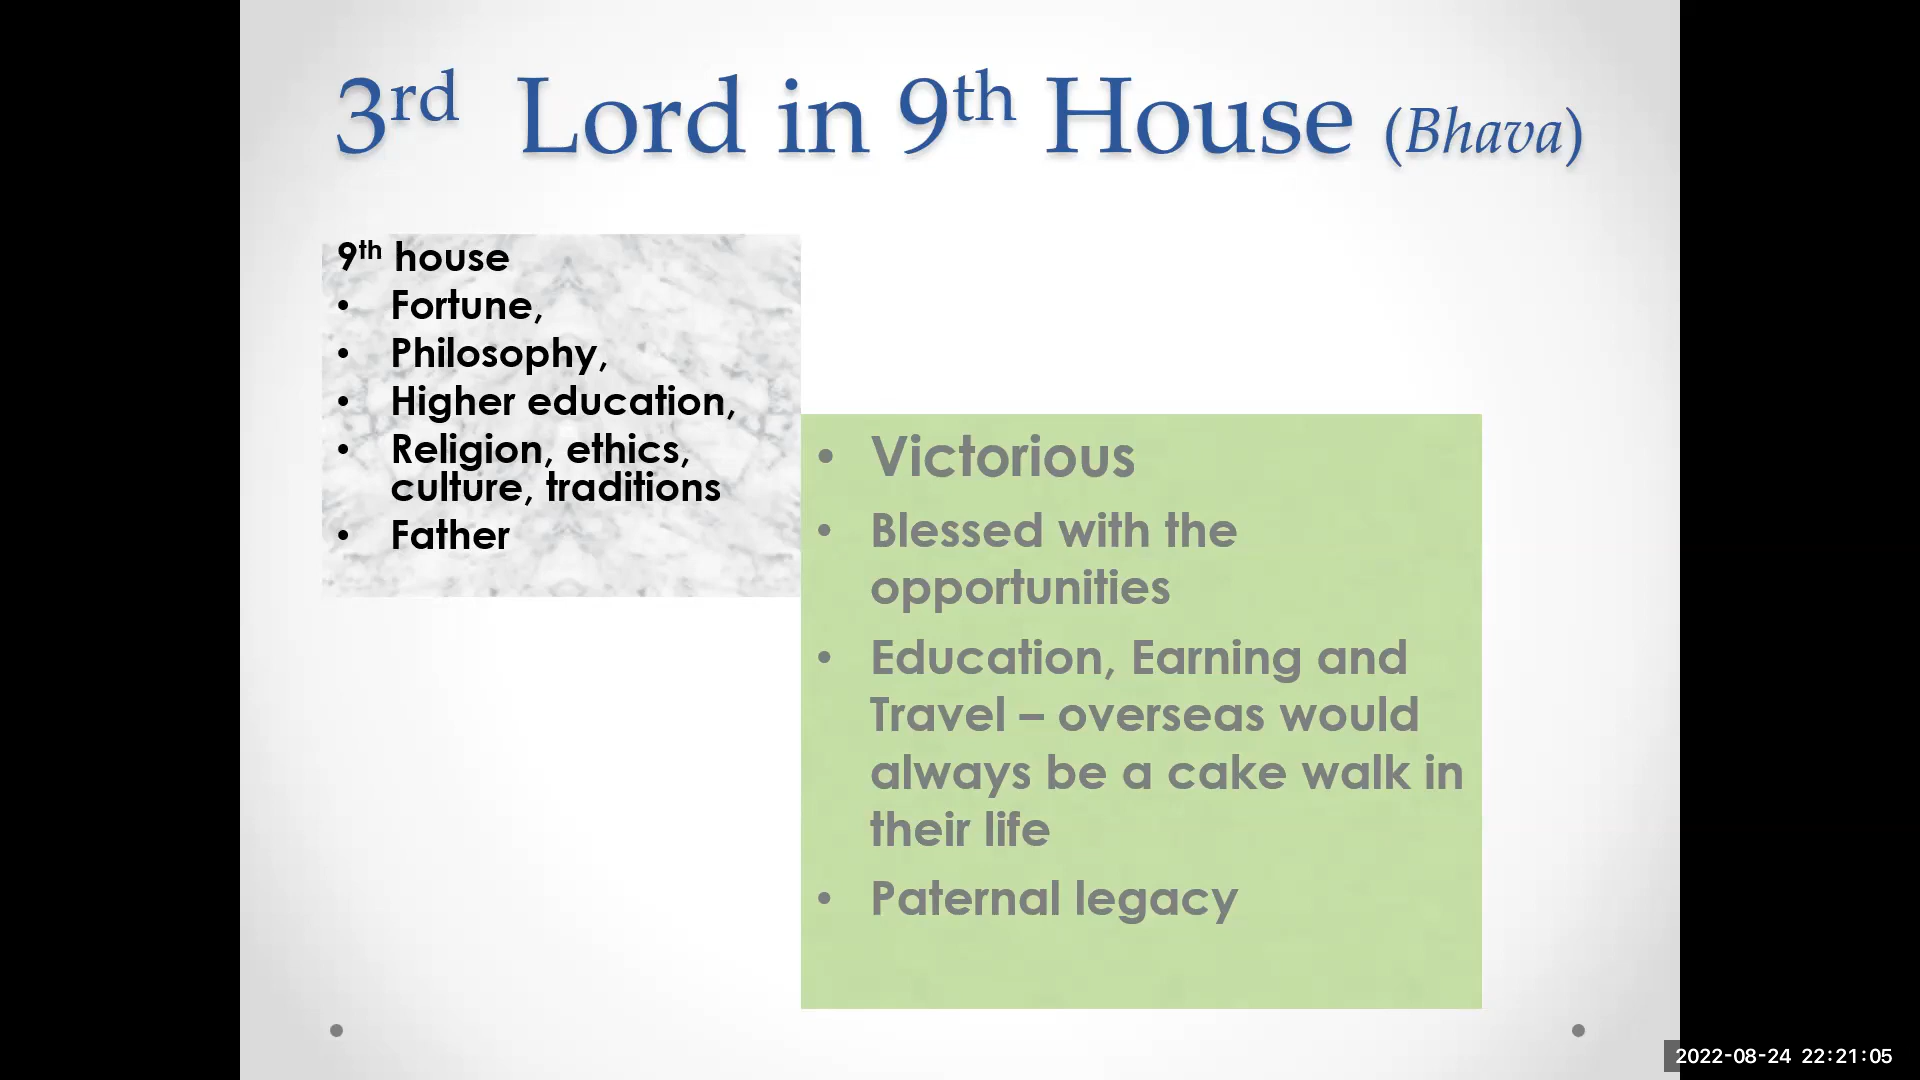 3rd Lord in 9th House (Bhava)
9th house
• Fortune,
• Philosophy,
• Higher education,
• Religion, ethics,
culture, traditions
• Father
• Victorious
• Blessed with the
opportunities
• Education, Earning and
Travel – overseas would
always be a cake walk in
their life
• Paternal legacy
2022-08-24 22:21:05